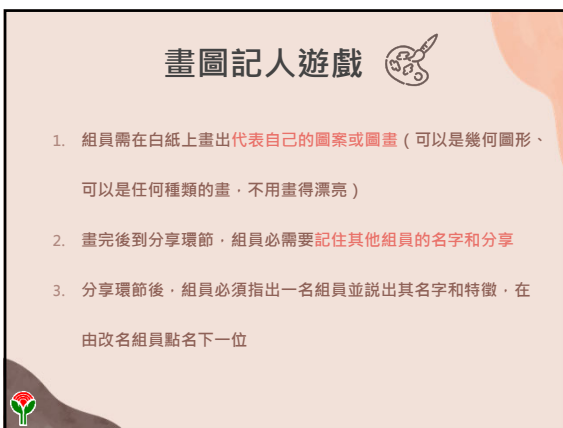 畫圖記人遊戲
1. 組員需在白紙上畫出代表自己的圖案或圖畫（可以是幾何圖形、
可以是任何種類的畫，不用畫得漂亮）
2. 畫完後到分享環節，組員必需要記住其他組員的名字和分享
3. 分享環節後，組員必須指出一名組員並説出其名字和特徵，在
由改名組員點名下一位